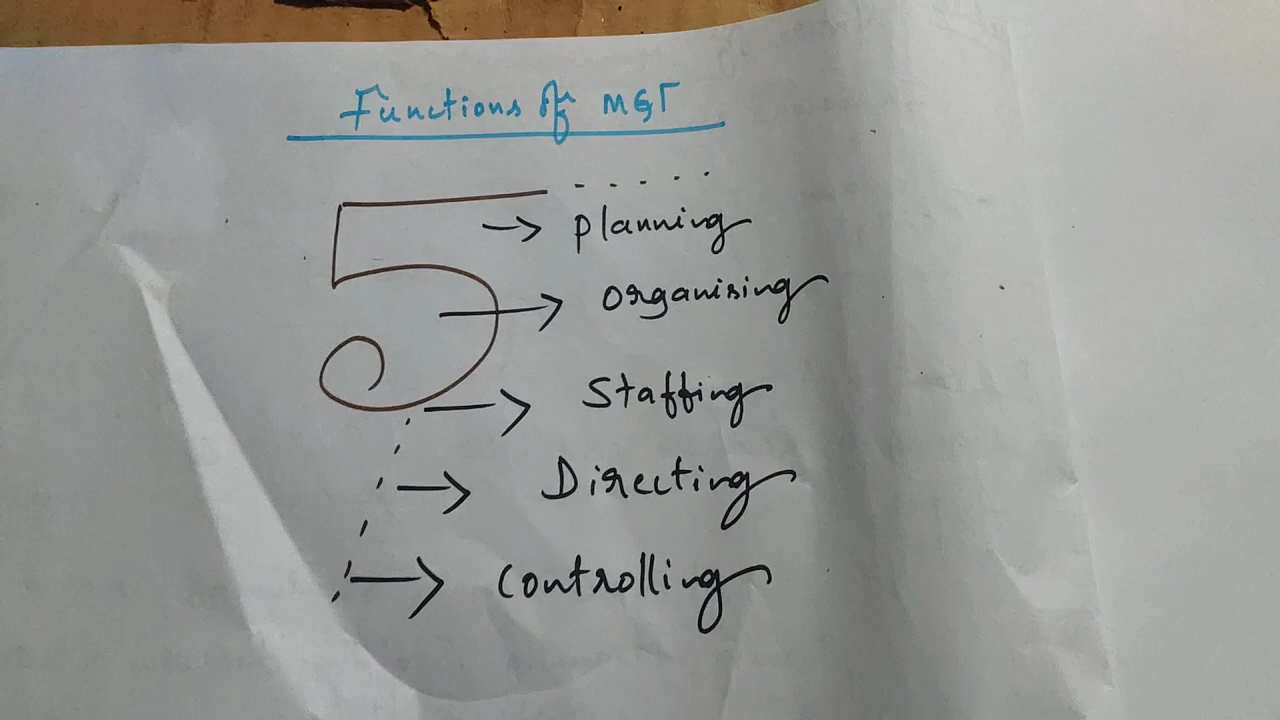 Functions of MGT
5
→ planning
→ organising
→ Staffing
→ Directing
→ controlling